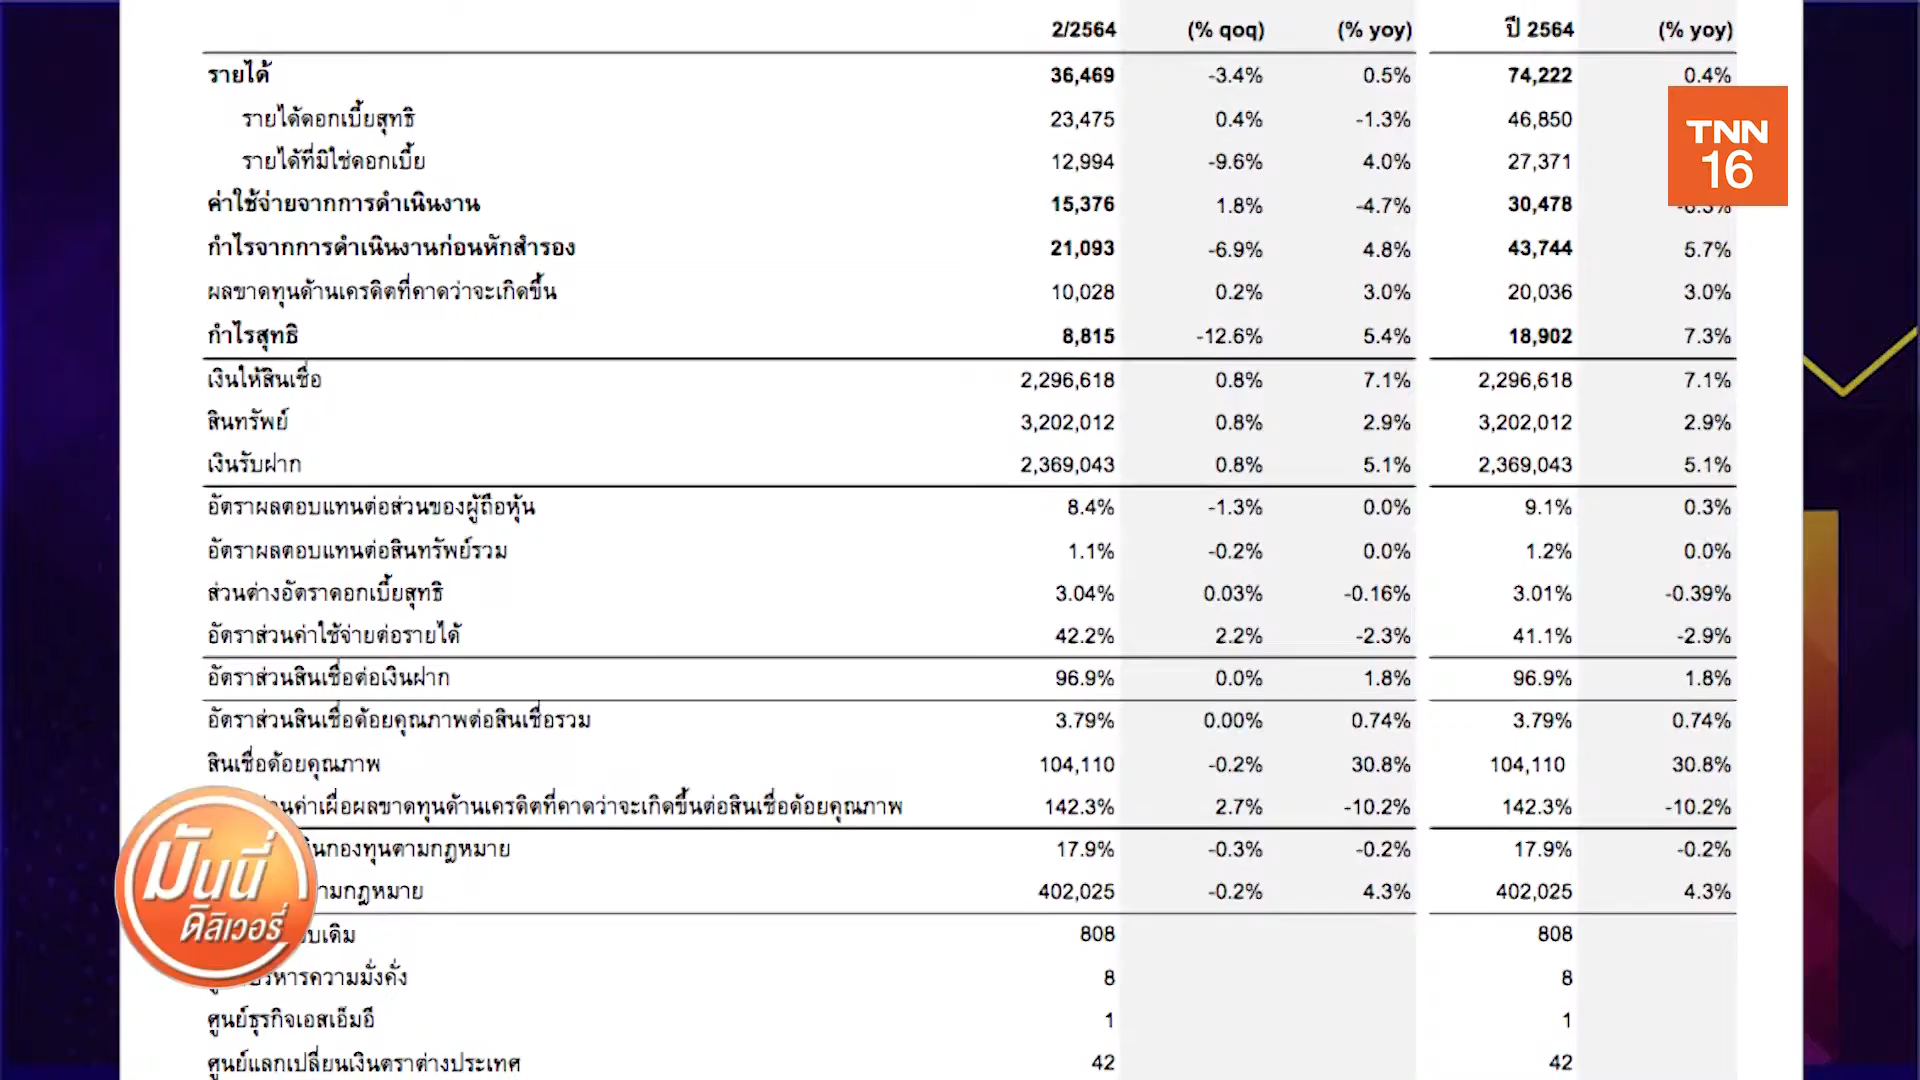 2/2564 (% qoq) (% yoy) ปี 2564 (% yoy)
รายได้ 36,469 -3.4% 0.5% 74,222 0.4%
รายได้ดอกเบี้ยสุทธิ 23,475 0.4% -1.3% 46,850
รายได้ที่มิใช่ดอกเบี้ย 12,994 -9.6% 4.0% 27,371
TNN
16
ค่าใช้จ่ายจากการดำเนินงาน 15,376 1.8% -4.7% 30,478
กำไรจากการดำเนินงานก่อนหักสำรอง 21,093 -6.9% 4.8% 43,744 5.7%
ผลขาดทุนด้านเครดิตที่คาดว่าจะเกิดขึ้น 10,028 0.2% 3.0% 20,036 3.0%
กำไรสุทธิ 8,815 -12.6% 5.4% 18,902 7.3%
เงินให้สินเชื่อ 2,296,618 0.8% 7.1% 2,296,618 7.1%
สินทรัพย์ 3,202,012 0.8% 2.9% 3,202,012 2.9%
เงินรับฝาก 2,369,043 0.8% 5.1% 2,369,043 5.1%
อัตราผลตอบแทนต่อส่วนของผู้ถือหุ้น 8.4% -1.3% 0.0% 9.1% 0.3%
อัตราผลตอบแทนต่อสินทรัพย์รวม 1.1% -0.2% 0.0% 1.2% 0.0%
ส่วนต่างอัตราดอกเบี้ยสุทธิ 3.04% 0.03% -0.16% 3.01% -0.39%
อัตราส่วนค่าใช้จ่ายต่อรายได้ 42.2% 2.2% -2.3% 41.1% -2.9%
อัตราส่วนสินเชื่อต่อเงินฝาก 96.9% 0.0% 1.8% 96.9% 1.8%
อัตราส่วนสินเชื่อด้อยคุณภาพต่อสินเชื่อรวม 3.79% 0.00% 0.74% 3.79% 0.74%
สินเชื่อด้อยคุณภาพ 104,110 -0.2% 30.8% 104,110 30.8%
ค่าเผื่อผลขาดทุนด้านเครดิตที่คาดว่าจะเกิดขึ้นต่อสินเชื่อด้อยคุณภาพ 142.3% 2.7% -10.2% 142.3% -10.2%
กองทุนตามกฎหมาย 17.9% -0.3% -0.2% 17.9% -0.2%
ามกฎหมาย 402,025 -0.2% 4.3% 402,025 4.3%
มันนี่
ดิลิเวอรี่
บเดิม 808 808
ริหารความมั่งคั่ง 8 8
ศูนย์ธุรกิจเอสเอ็มอี 1 1
ศูนย์แลกเปลี่ยนเงินตราต่างประเทศ 42 42